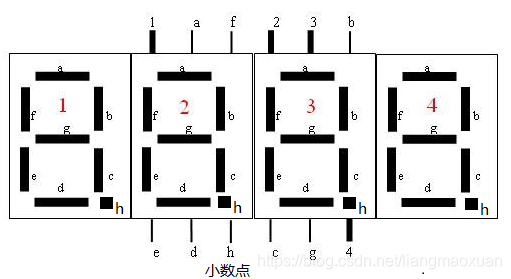 1 a f 2 3 b
a a a a
f 1 b f 2 b f 3 b f 4 b
g g g g
e c e c e c e c
d d d d
h h h h
e d h c g 4
小数点
https://blog.csdn.net/liangmaoxuan